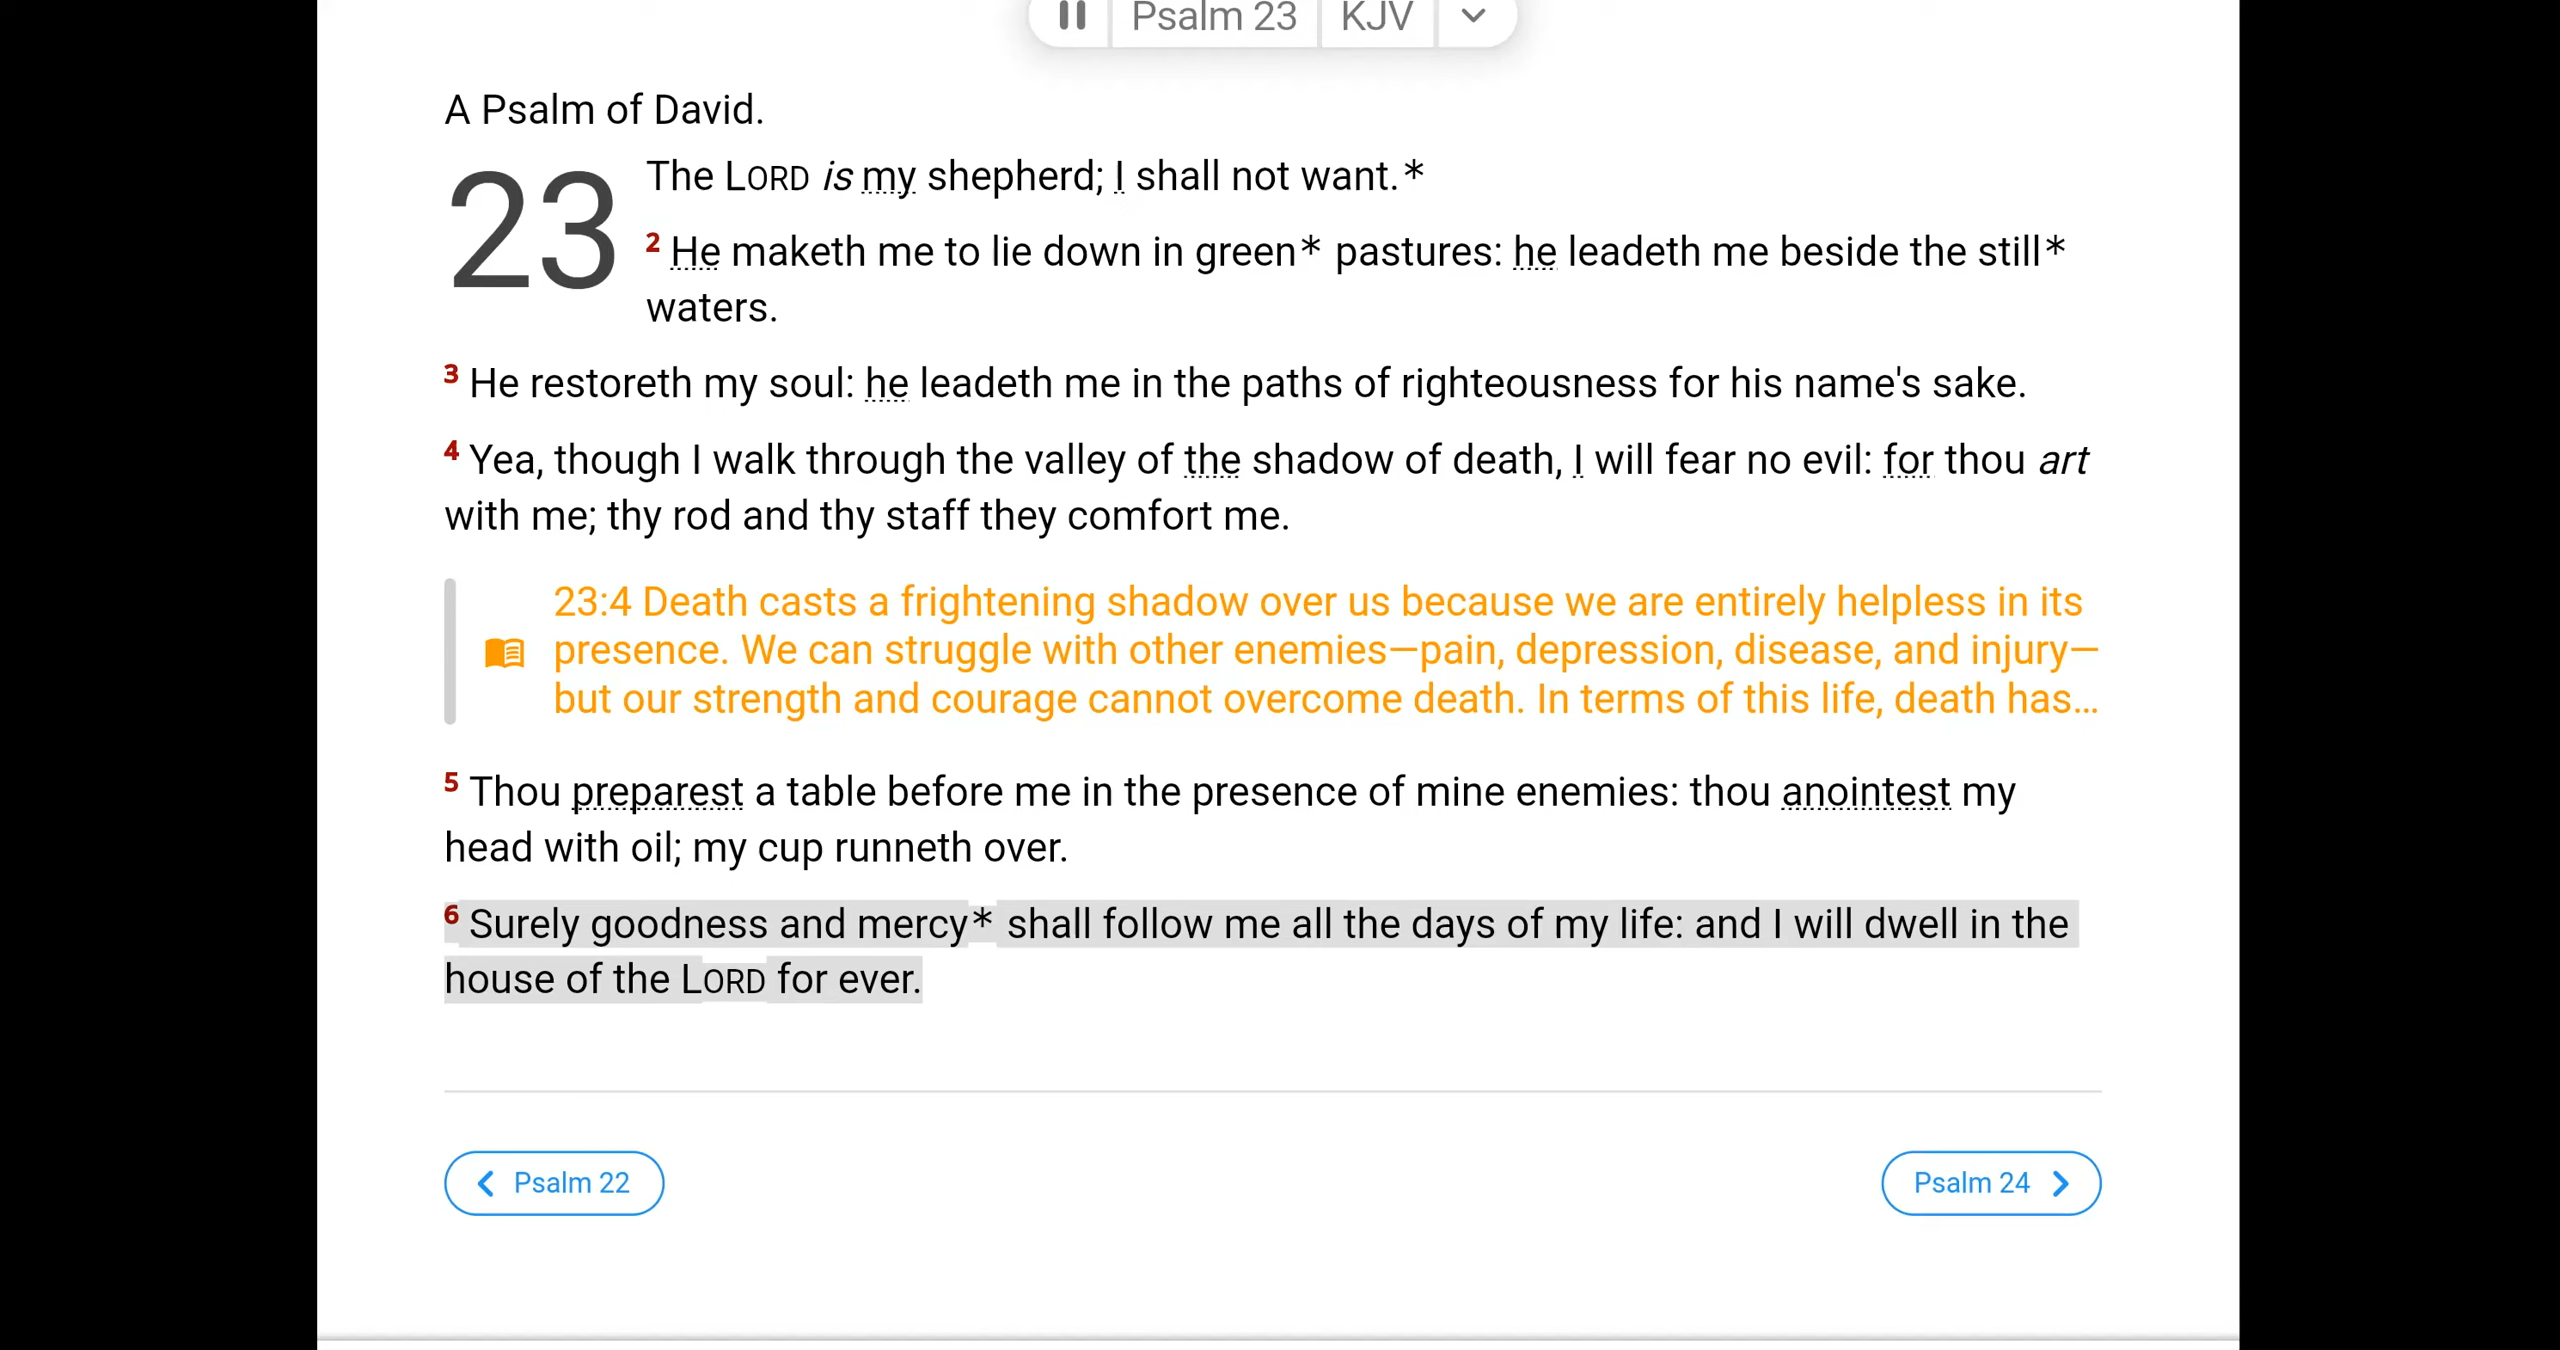 Psalm 23 KJV
A Psalm of David.
23 The LORD is my shepherd; I shall not want.*
2 He maketh me to lie down in green* pastures: he leadeth me beside the still*
waters.
3 He restoreth my soul: he leadeth me in the paths of righteousness for his name's sake.
4 Yea, though I walk through the valley of the shadow of death, I will fear no evil: for thou art
with me; thy rod and thy staff they comfort me.
23:4 Death casts a frightening shadow over us because we are entirely helpless in its
presence. We can struggle with other enemies—pain, depression, disease, and injury—
but our strength and courage cannot overcome death. In terms of this life, death has...
5 Thou preparest a table before me in the presence of mine enemies: thou anointest my
head with oil; my cup runneth over.
6 Surely goodness and mercy* shall follow me all the days of my life: and I will dwell in the
house of the LORD for ever.
Psalm 22
Psalm 24